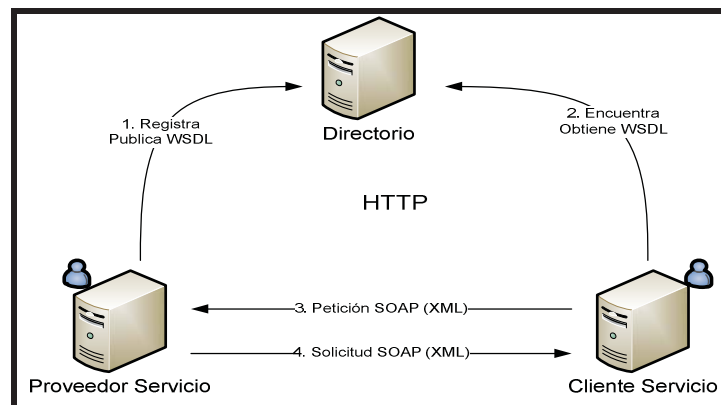 1. Registra
Publica WSDL
Directorio
2. Encuentra
Obtiene WSDL
HTTP
3. Petición SOAP (XML)
4. Solicitud SOAP (XML)
Proveedor Servicio
Cliente Servicio